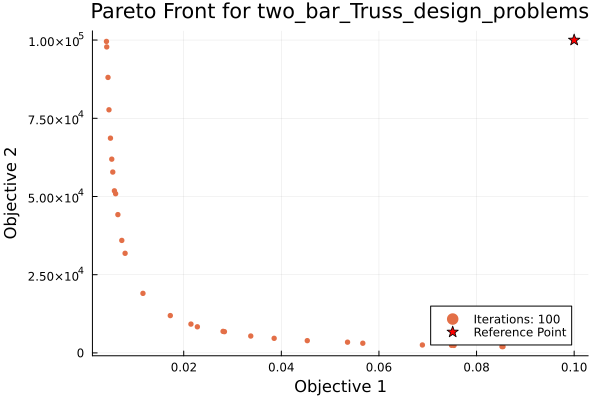 Pareto Front for two_bar_Truss_design_problems
Objective 2
1.00×10⁵
7.50×10⁴
5.00×10⁴
2.50×10⁴
0
0.02
0.04
0.06
0.08
0.10
Objective 1
Iterations: 100
Reference Point